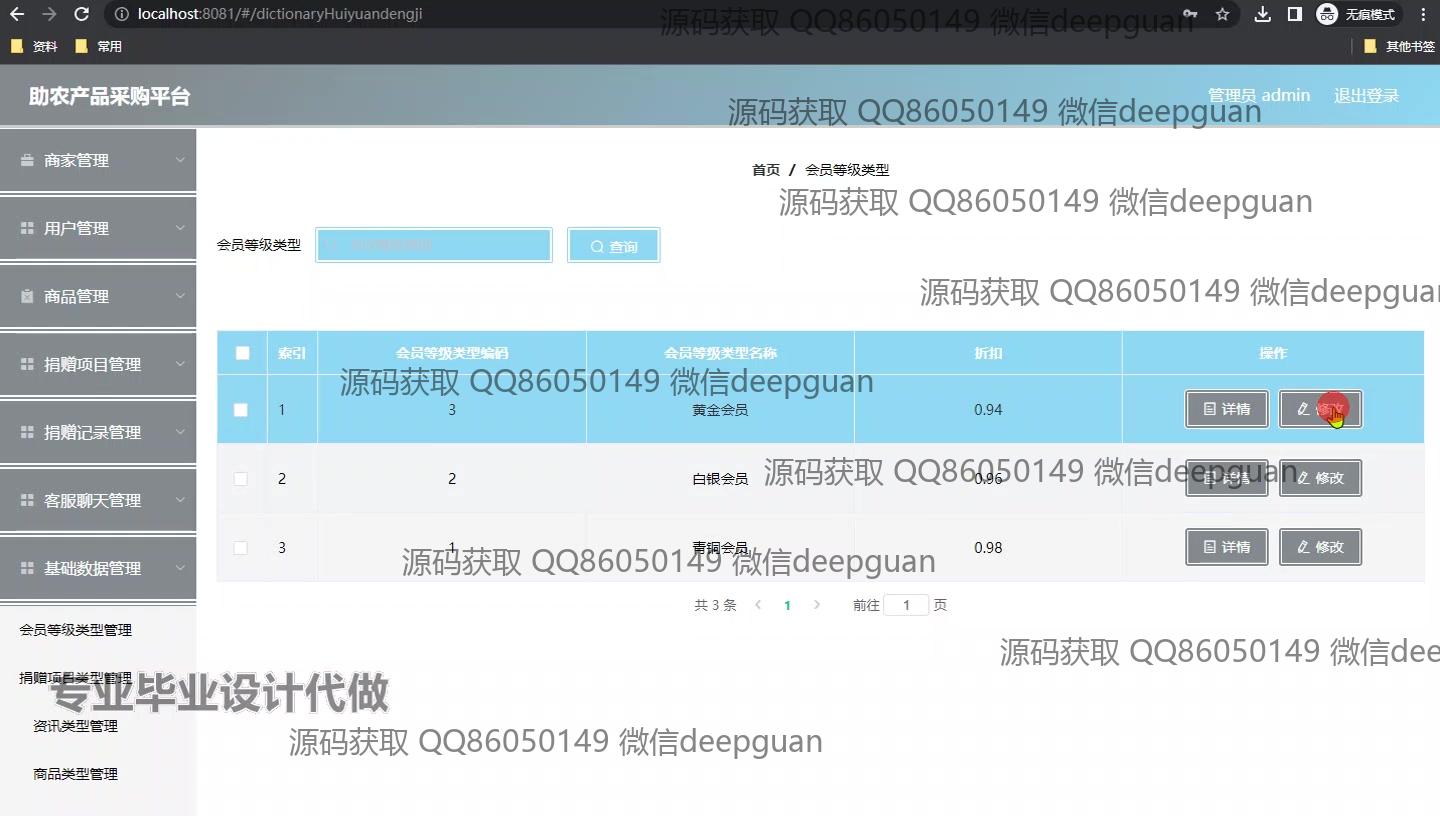 localhost:8081/#/dictionaryHuiyuandengji
无痕模式
资料
常用
其他书签
源码获取 QQ86050149 微信deepguan
助农产品采购平台
管理员 admin
退出登录
源码获取 QQ86050149 微信deepguan
商家管理
用户管理
商品管理
捐赠项目管理
捐赠记录管理
客服聊天管理
基础数据管理
会员等级类型管理
捐赠项目类型管理
资讯类型管理
商品类型管理
专业毕业设计代做
首页 / 会员等级类型
源码获取 QQ86050149 微信deepguan
会员等级类型
查询
源码获取 QQ86050149 微信deepguan
索引 会员等级类型编码 会员等级类型名称 折扣 操作
源码获取 QQ86050149 微信deepguan
1 3 黄金会员 0.94 详情 修改
源码获取 QQ86050149 微信deepguan
2 2 白银会员 0.96 详情 修改
3 1 青铜会员 0.98 详情 修改
源码获取 QQ86050149 微信deepguan
共 3 条 1 前往 1 页
源码获取 QQ86050149 微信dee
源码获取 QQ86050149 微信deepguan